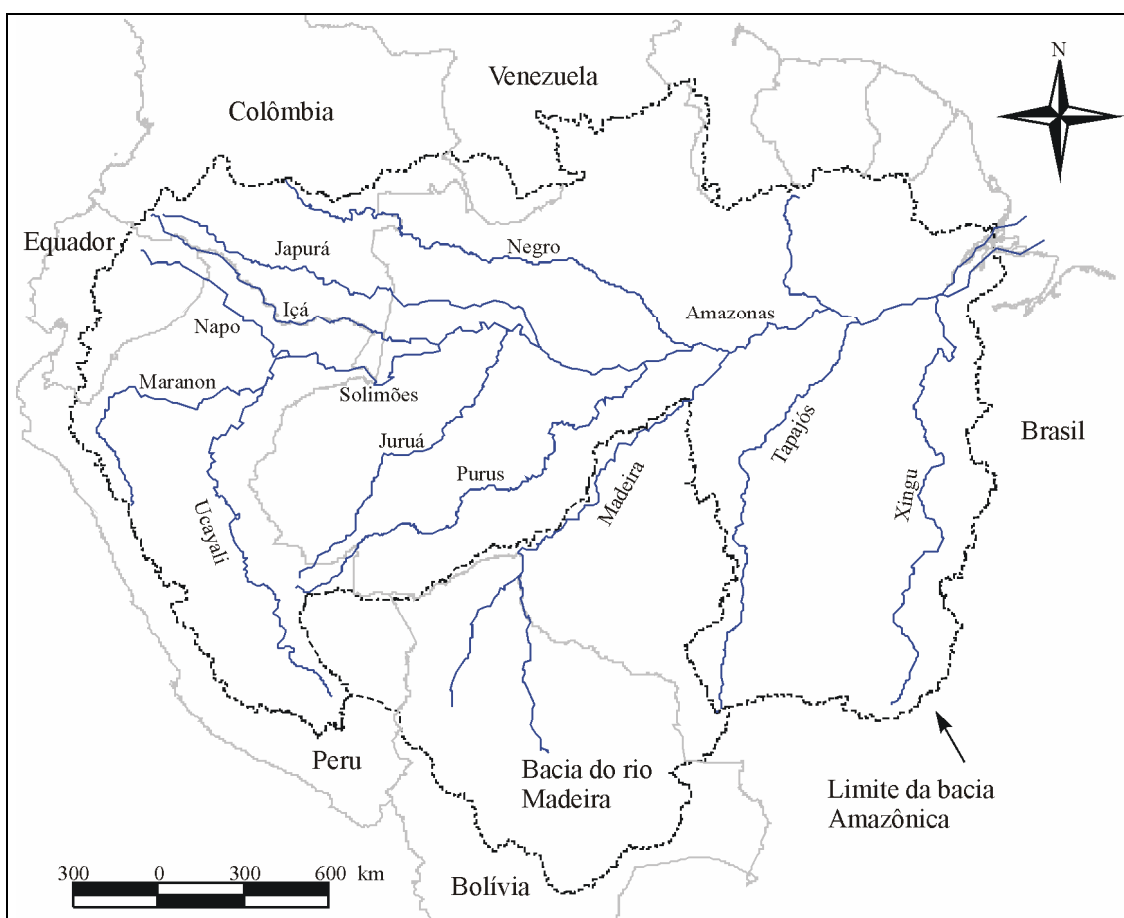 N
Venezuela
Colômbia
Equador
Japurá
Negro
Içá
Napo
Amazonas
Maranon
Solimões
Juruá
Purus
Madeira
Tapajós
Xingu
Brasil
Ucayali
Peru
Bacia do rio
Madeira
Limite da bacia
Amazônica
Bolívia
300 0 300 600 km